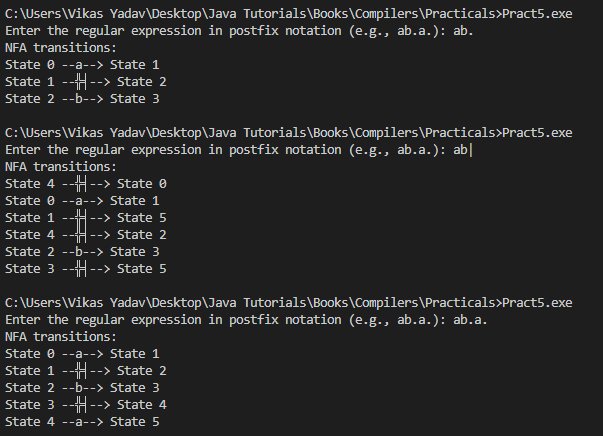 C:\Users\Vikas Yadav\Desktop\Java Tutorials\Books\Compilers\Practicals>Pract5.exe
Enter the regular expression in postfix notation (e.g., ab.a.): ab.
NFA transitions:
State 0 --a--> State 1
State 1 --╬╡--> State 2
State 2 --b--> State 3
C:\Users\Vikas Yadav\Desktop\Java Tutorials\Books\Compilers\Practicals>Pract5.exe
Enter the regular expression in postfix notation (e.g., ab.a.): ab|
NFA transitions:
State 4 --╬╡--> State 0
State 0 --a--> State 1
State 1 --╬╡--> State 5
State 4 --╬╡--> State 2
State 2 --b--> State 3
State 3 --╬╡--> State 5
C:\Users\Vikas Yadav\Desktop\Java Tutorials\Books\Compilers\Practicals>Pract5.exe
Enter the regular expression in postfix notation (e.g., ab.a.): ab.a.
NFA transitions:
State 0 --a--> State 1
State 1 --╬╡--> State 2
State 2 --b--> State 3
State 3 --╬╡--> State 4
State 4 --a--> State 5